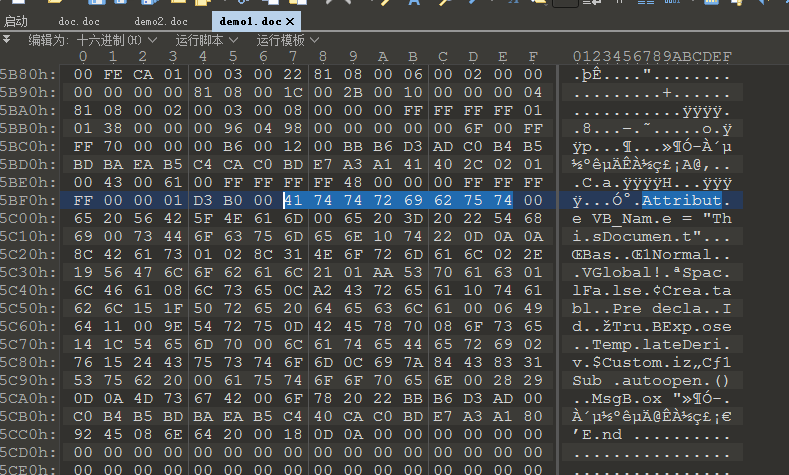 启动 doc.doc demo2.doc demo1.doc ×
编辑为: 十六进制(H) 运行脚本 运行模板
0 1 2 3 4 5 6 7 8 9 A B C D E F 0123456789ABCDEF
5B80h: 00 FE CA 01 00 03 00 22 81 08 00 06 00 02 00 00 .þÊ...."........
5B90h: 00 00 00 00 81 08 00 1C 00 2B 00 10 00 00 00 04 .........+......
5BA0h: 81 08 00 02 00 03 00 08 00 00 00 FF FF FF FF 01 ...........ÿÿÿÿ.
5BB0h: 01 38 00 00 00 96 04 98 00 00 00 00 00 6F 00 FF .8...–.˜.....o.ÿ
5BC0h: FF 70 00 00 00 B6 00 12 00 BB B6 D3 AD C0 B4 B5 ÿp...¶...»¶Ó­À´µ
5BD0h: BD BA EA B5 C4 CA C0 BD E7 A3 A1 41 40 2C 02 01 ½ºêµÄÊÀ½ç£¡A@,..
5BE0h: 00 43 00 61 00 FF FF FF FF 48 00 00 00 FF FF FF .C.a.ÿÿÿÿH...ÿÿÿ
5BF0h: FF 00 00 01 D3 B0 00 41 74 74 72 69 62 75 74 00 ÿ...Ó°.Attribut.
5C00h: 65 20 56 42 5F 4E 61 6D 00 65 20 3D 20 22 54 68 e VB_Nam.e = "Th
5C10h: 69 00 73 44 6F 63 75 6D 65 6E 10 74 22 0D 0A 0A i.sDocumen.t"...
5C20h: 8C 42 61 73 01 02 8C 31 4E 6F 72 6D 61 6C 02 2E ŒBas..Œ1Normal..
5C30h: 19 56 47 6C 6F 62 61 6C 21 01 AA 53 70 61 63 01 .VGlobal!.ªSpac.
5C40h: 6C 46 61 08 6C 73 65 0C A2 43 72 65 61 10 74 61 lFa.lse.¢Crea.ta
5C50h: 62 6C 15 1F 50 72 65 20 64 65 63 6C 61 00 06 49 bl..Pre decla..I
5C60h: 64 11 00 9E 54 72 75 0D 42 45 78 70 08 6F 73 65 d..žTru.BExp.ose
5C70h: 14 1C 54 65 6D 70 00 6C 61 74 65 44 65 72 69 02 ..Temp.lateDeri.
5C80h: 76 15 24 43 75 73 74 6F 6D 0C 69 7A 84 43 83 31 v.$Custom.iz„Cƒ1
5C90h: 53 75 62 20 00 61 75 74 6F 6F 70 65 6E 00 28 29 Sub .autoopen.()
5CA0h: 0D 0A 4D 73 67 42 00 6F 78 20 22 BB B6 D3 AD 00 ..MsgB.ox "»¶Ó­.
5CB0h: C0 B4 B5 BD BA EA B5 C4 40 CA C0 BD E7 A3 A1 80 À´µ½ºêµÄ@ÊÀ½ç£¡€
5CC0h: 92 45 08 6E 64 20 00 00 18 0D 0A 00 00 00 00 00 ’E.nd ..........
5CD0h: 00 00 00 00 00 00 00 00 00 00 00 00 00 00 00 00 ................
5CE0h: 00 00 00 00 00 00 00 00 00 00 00 00 00 00 00 00